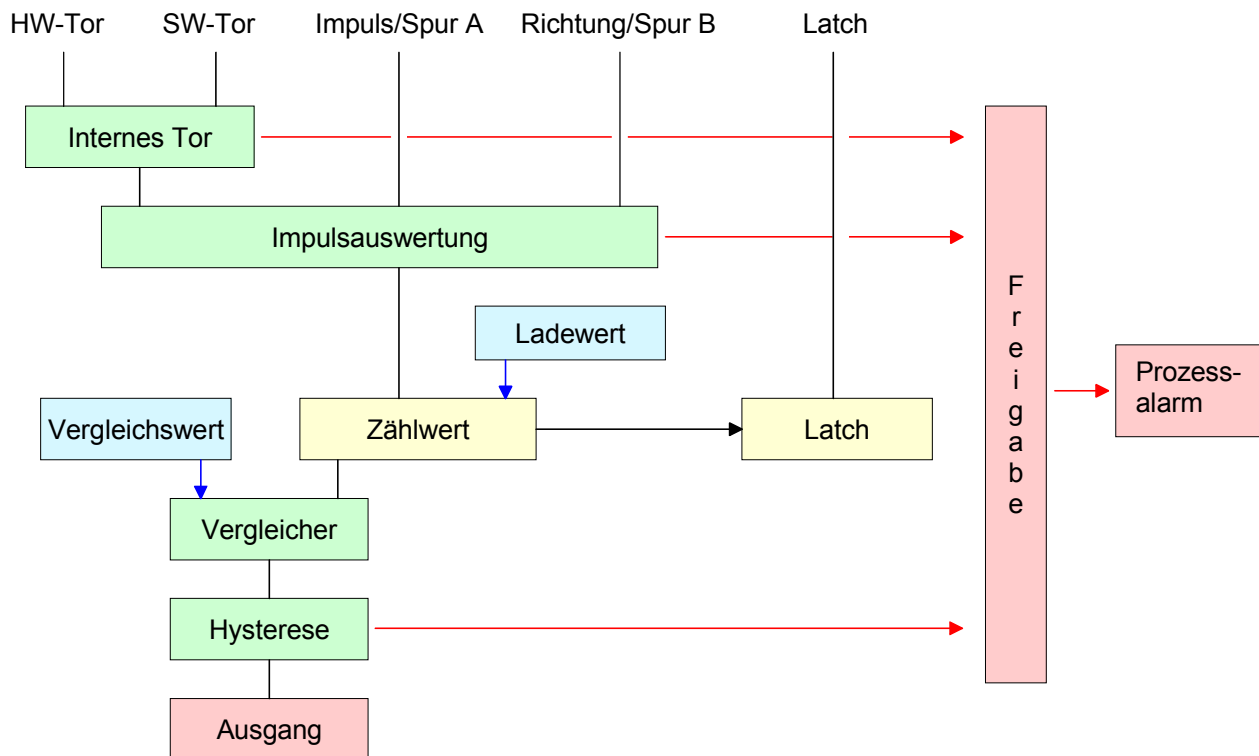 HW-Tor SW-Tor Impuls/Spur A Richtung/Spur B Latch
Internes Tor
Impulsauswertung
Ladewert
Freigabe
Prozess-
alarm
Vergleichswert Zählwert Latch
Vergleicher
Hysterese
Ausgang